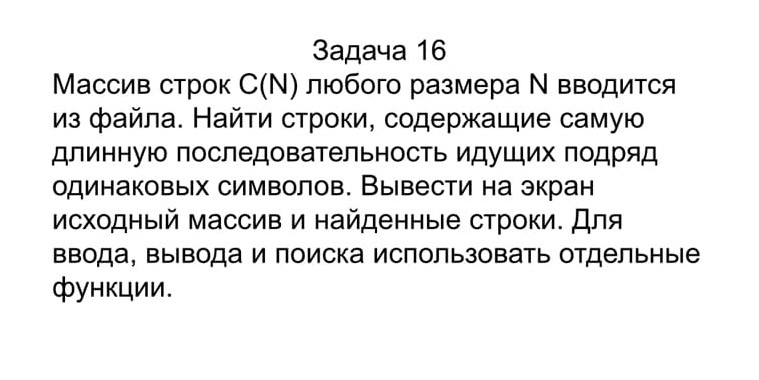 Задача 16
Массив строк C(N) любого размера N вводится
из файла. Найти строки, содержащие самую
длинную последовательность идущих подряд
одинаковых символов. Вывести на экран
исходный массив и найденные строки. Для
ввода, вывода и поиска использовать отдельные
функции.